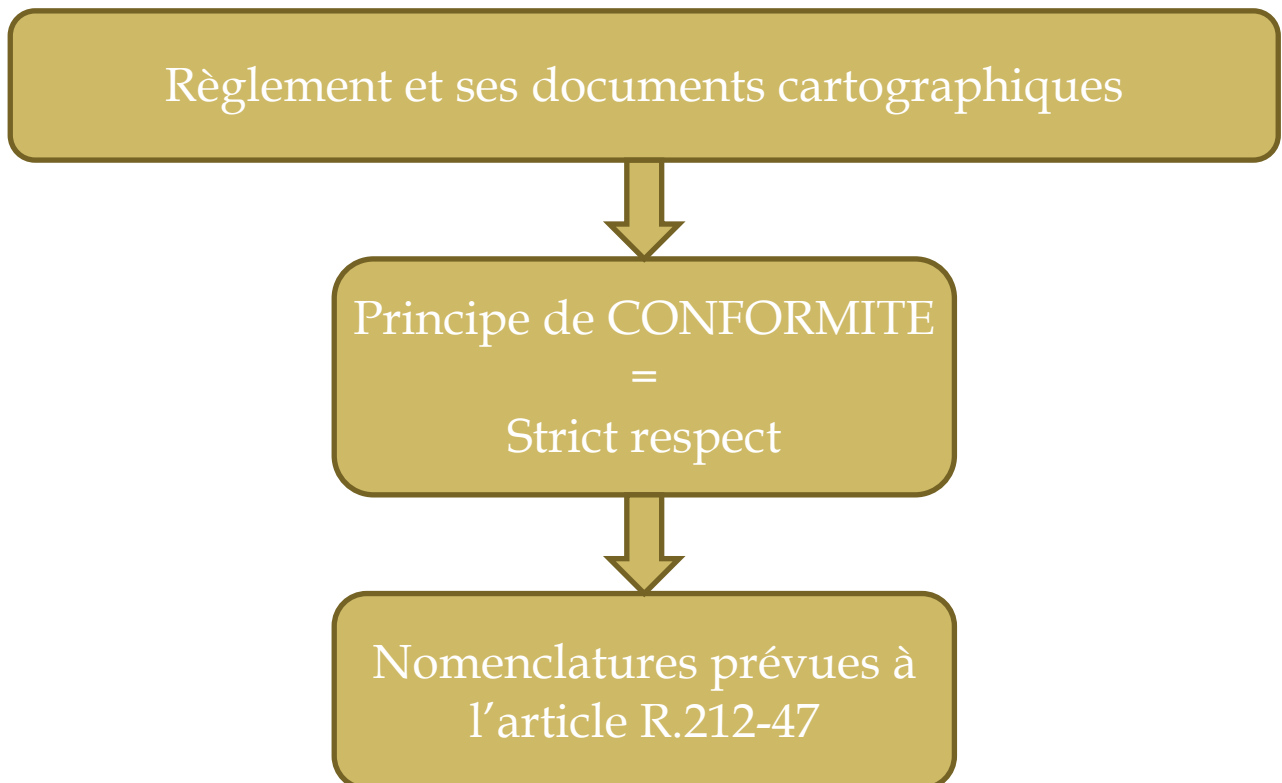 Règlement et ses documents cartographiques
Principe de CONFORMITE
=
Strict respect
Nomenclatures prévues à
l’article R.212-47